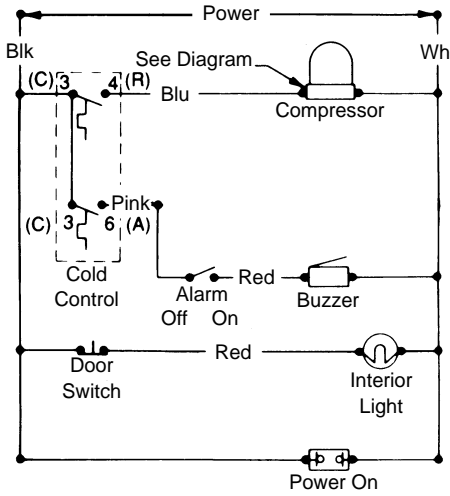 Power
Blk
Wh
See Diagram
(C) 3 4 (R)
Blu
Compressor
Pink
(C) 3 6 (A)
Cold
Control
Red
Alarm
Off On
Buzzer
Red
Door
Switch
Interior
Light
Power On